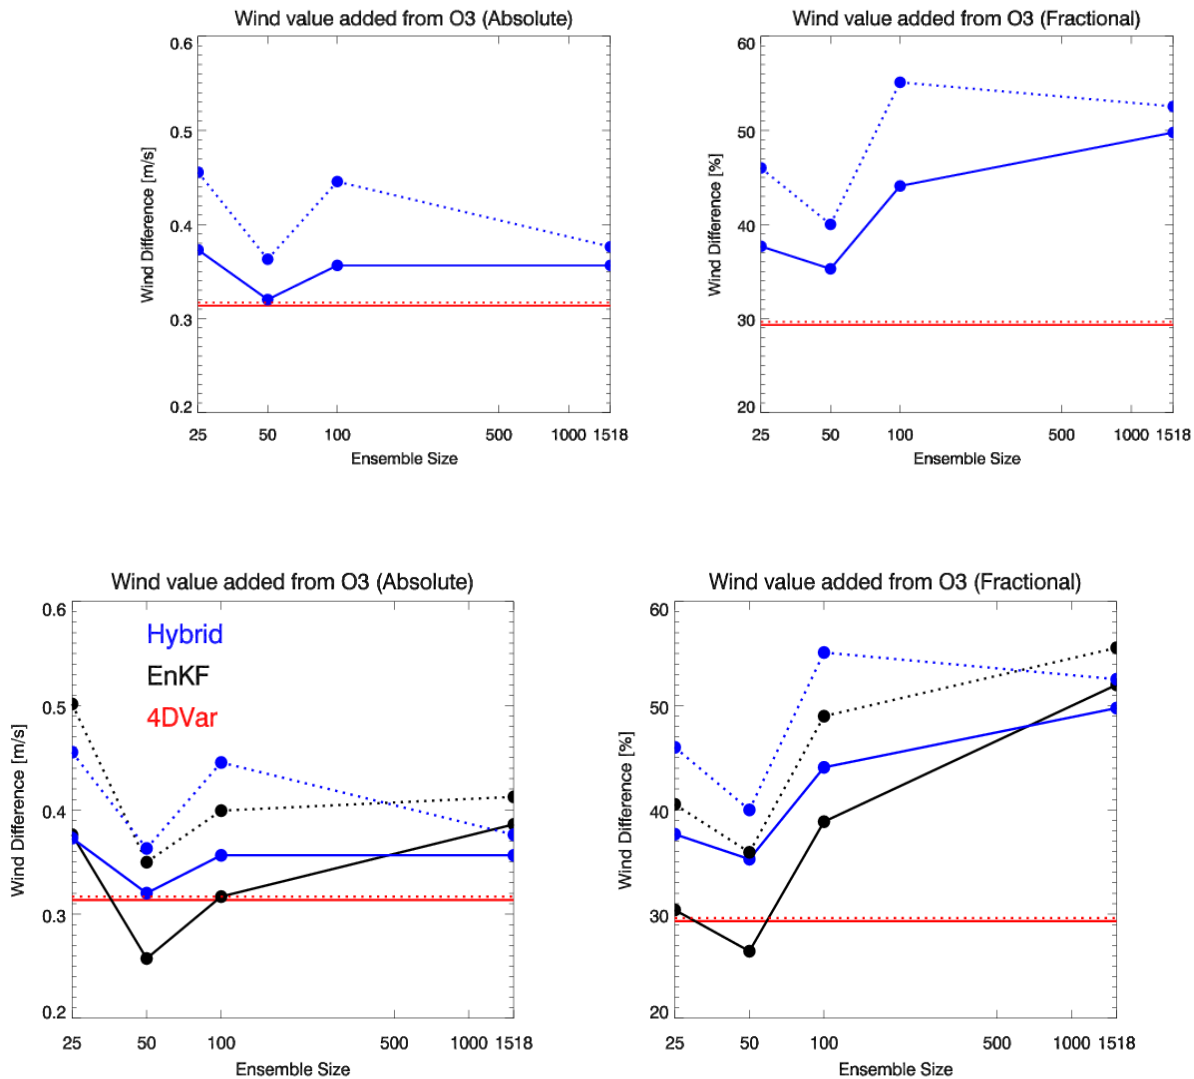 Wind value added from O3 (Absolute)
0.6
0.5
0.4
0.3
0.2
Wind Difference [m/s]
25 50 100 500 1000 1518
Ensemble Size
Wind value added from O3 (Fractional)
60
50
40
30
20
Wind Difference [%]
25 50 100 500 1000 1518
Ensemble Size
Wind value added from O3 (Absolute)
0.6
0.5
0.4
0.3
0.2
Wind Difference [m/s]
Hybrid
EnKF
4DVar
25 50 100 500 1000 1518
Ensemble Size
Wind value added from O3 (Fractional)
60
50
40
30
20
Wind Difference [%]
25 50 100 500 1000 1518
Ensemble Size